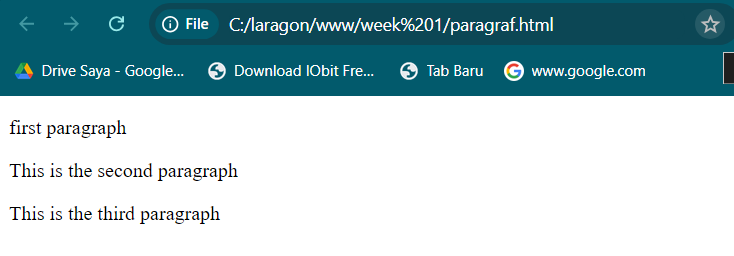 File C:/laragon/www/week%201/paragraf.html
Drive Saya - Google... Download IObit Fre... Tab Baru www.google.com
first paragraph
This is the second paragraph
This is the third paragraph